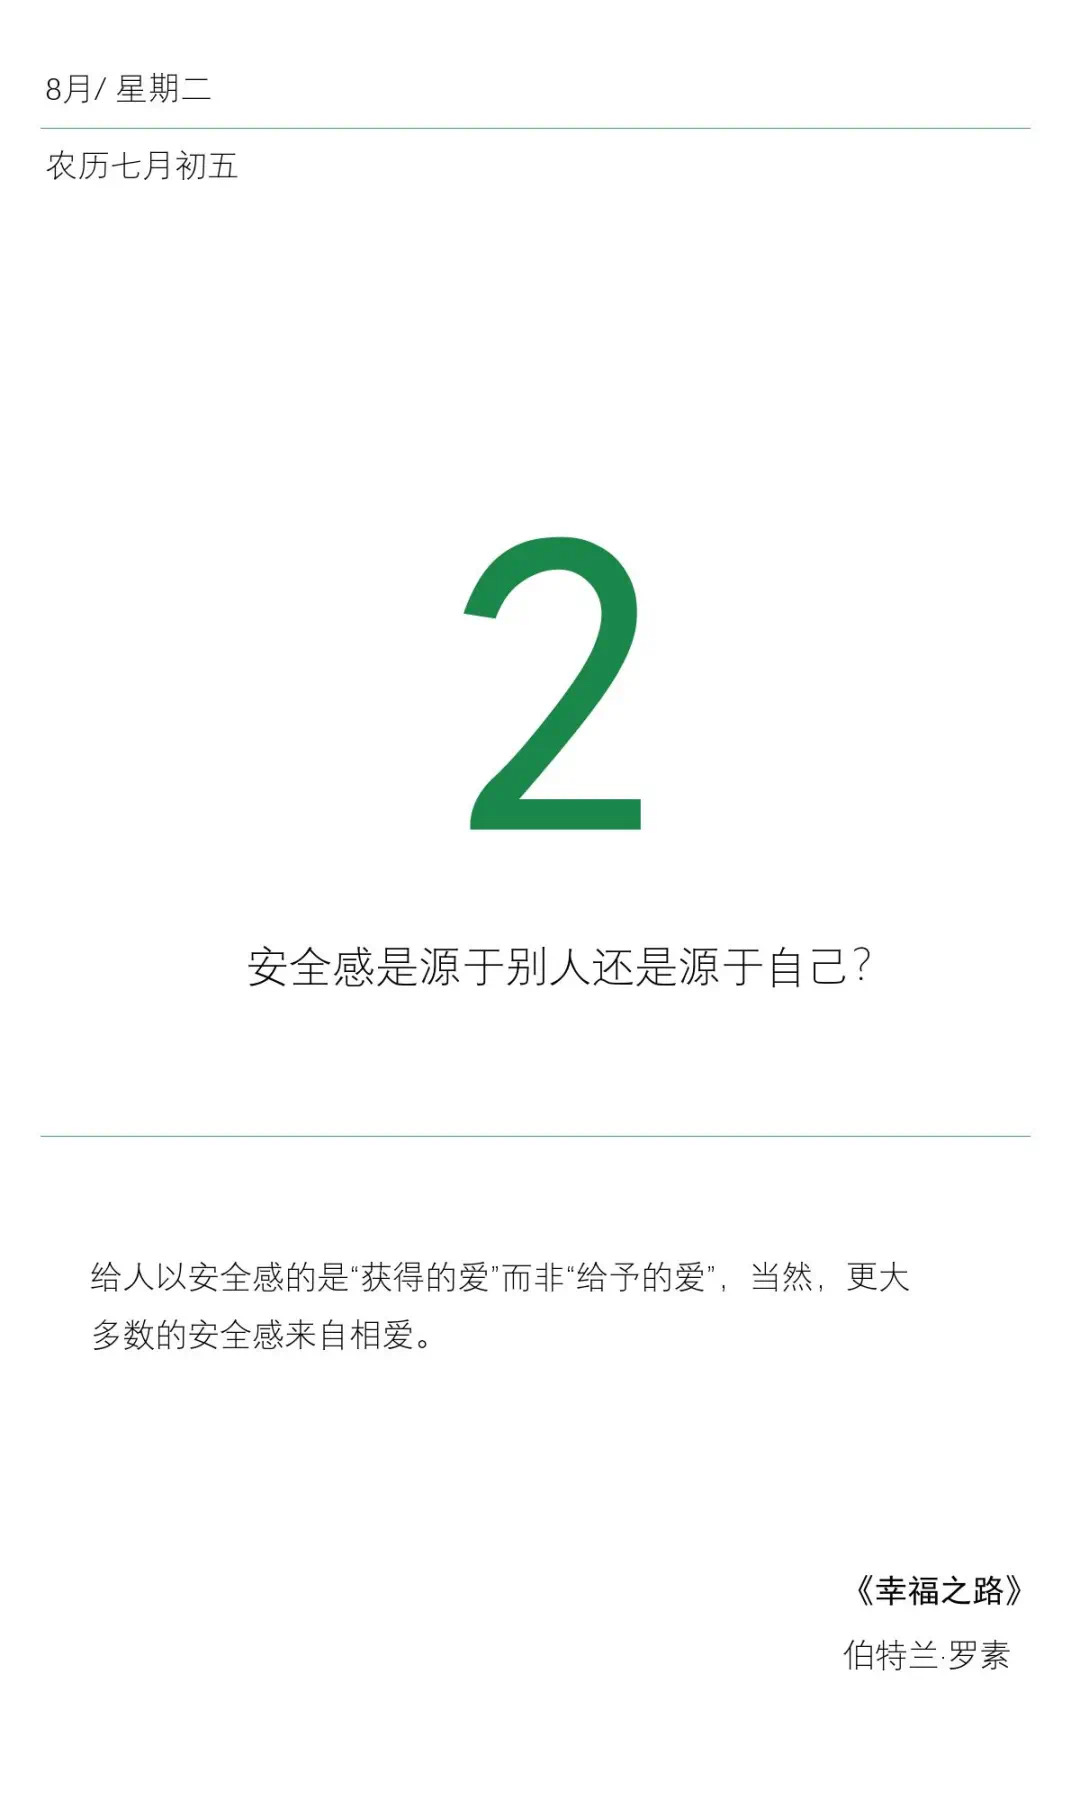 8月/ 星期二
农历七月初五
2
安全感是源于别人还是源于自己?
给人以安全感的是“获得的爱”而非“给予的爱”，当然，更大
多数的安全感来自相爱。
《幸福之路》
伯特兰·罗素